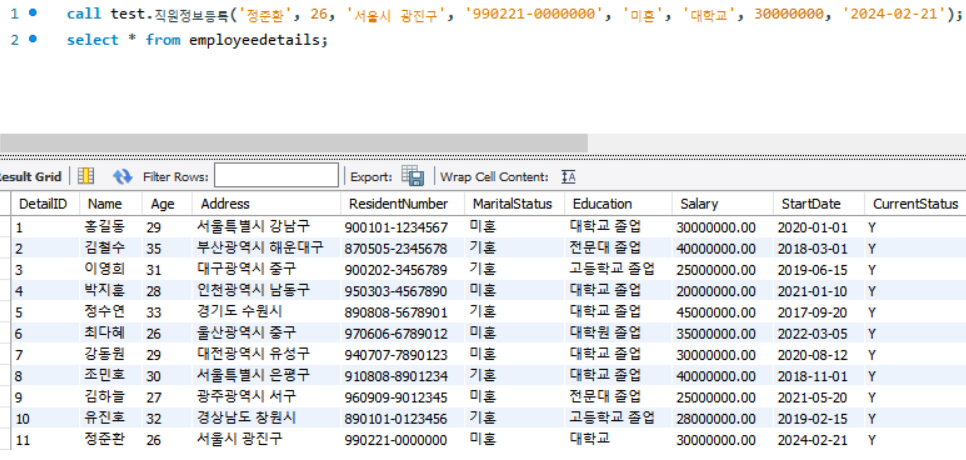 1 call test.직원정보등록('정준환', 26, '서울시 광진구', '990221-0000000', '미혼', '대학교', 30000000, '2024-02-21');
2 select * from employeedetails;
Result Grid Filter Rows: Export: Wrap Cell Content:
DetailID Name Age Address ResidentNumber MaritalStatus Education Salary StartDate CurrentStatus
1 홍길동 29 서울특별시 강남구 900101-1234567 미혼 대학교 졸업 30000000.00 2020-01-01 Y
2 김철수 35 부산광역시 해운대구 870505-2345678 기혼 전문대 졸업 40000000.00 2018-03-01 Y
3 이영희 31 대구광역시 중구 900202-3456789 기혼 고등학교 졸업 25000000.00 2019-06-15 Y
4 박지훈 28 인천광역시 남동구 950303-4567890 미혼 대학교 졸업 20000000.00 2021-01-10 Y
5 정수연 33 경기도 수원시 890808-5678901 기혼 대학교 졸업 45000000.00 2017-09-20 Y
6 최다혜 26 울산광역시 중구 970606-6789012 미혼 대학원 졸업 35000000.00 2022-03-05 Y
7 강동원 29 대전광역시 유성구 940707-7890123 미혼 대학교 졸업 30000000.00 2020-08-12 Y
8 조민호 30 서울특별시 은평구 910808-8901234 기혼 대학교 졸업 40000000.00 2018-11-01 Y
9 김하늘 27 광주광역시 서구 960909-9012345 미혼 전문대 졸업 25000000.00 2021-05-20 Y
10 유진호 32 경상남도 창원시 890101-0123456 기혼 고등학교 졸업 28000000.00 2019-02-15 Y
11 정준환 26 서울시 광진구 990221-0000000 미혼 대학교 30000000.00 2024-02-21 Y